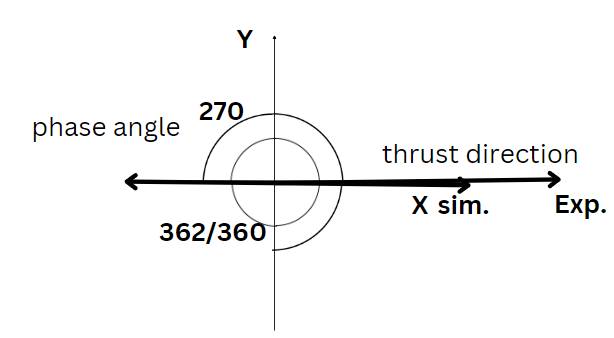 Y
270
phase angle
thrust direction
X sim.
Exp.
362/360